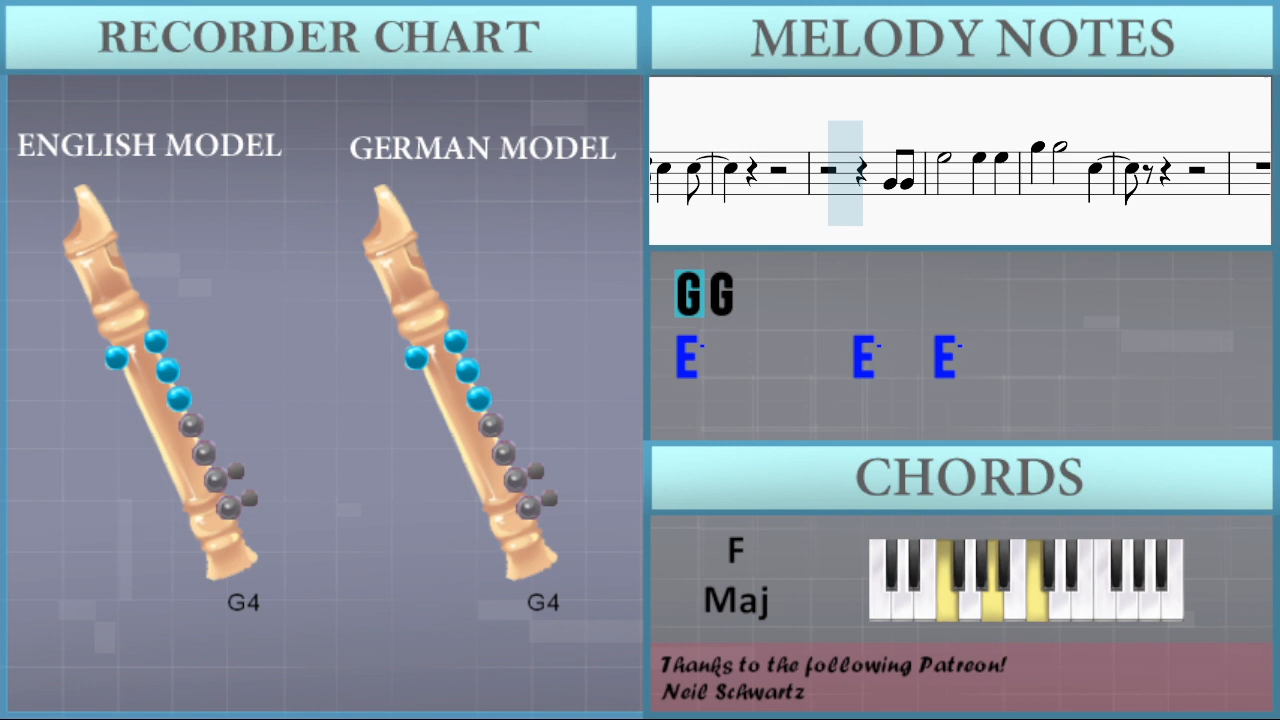 RECORDER CHART
MELODY NOTES
ENGLISH MODEL
GERMAN MODEL
G G
E- E- E-
CHORDS
F
Maj
G4
G4
Thanks to the following Patreon!
Neil Schwartz